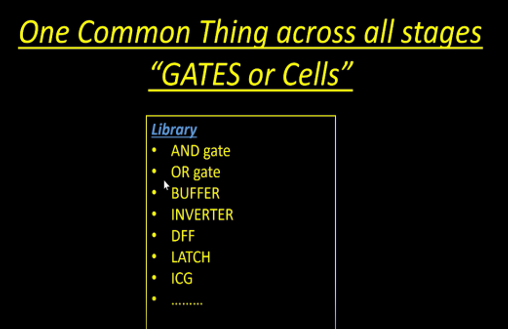 One Common Thing across all stages
“GATES or Cells”
Library
• AND gate
• OR gate
• BUFFER
• INVERTER
• DFF
• LATCH
• ICG
• .........